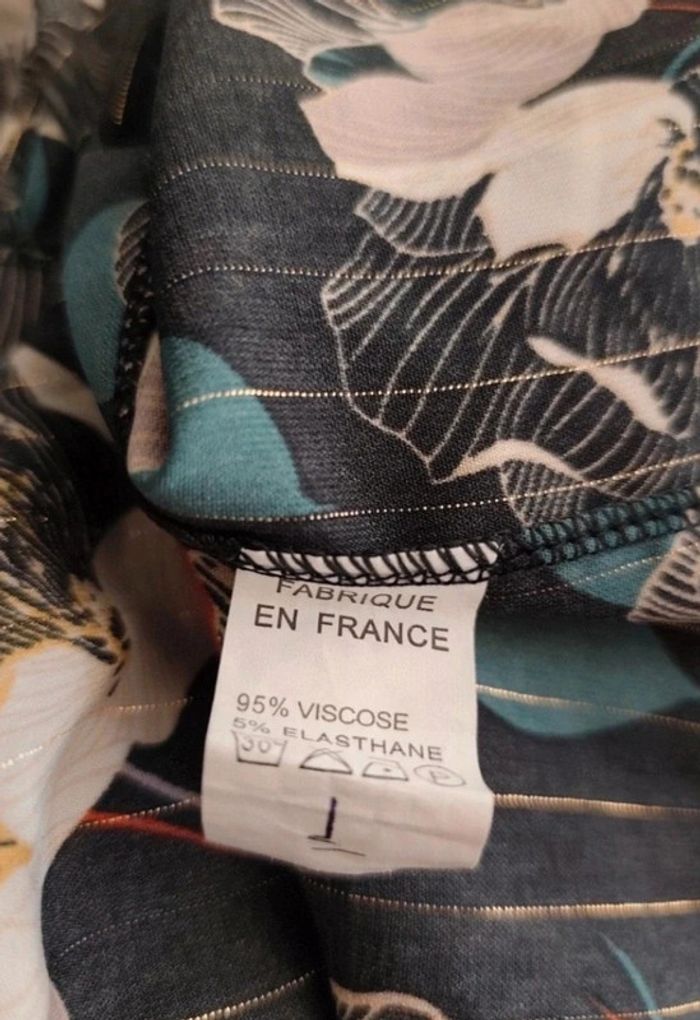 FABRIQUE
EN FRANCE
95% VISCOSE
5% ELASTHANE
30°
P